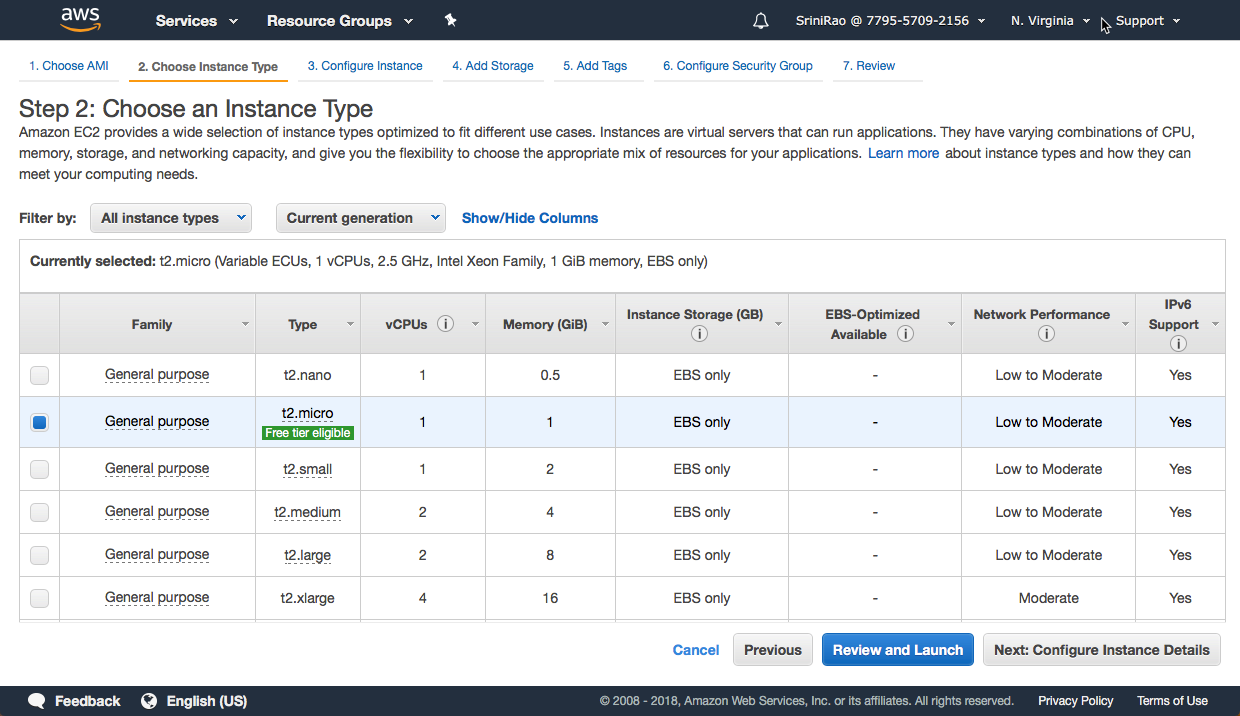 aws Services Resource Groups SriniRao @ 7795-5709-2156 N. Virginia Support
1. Choose AMI 2. Choose Instance Type 3. Configure Instance 4. Add Storage 5. Add Tags 6. Configure Security Group 7. Review
Step 2: Choose an Instance Type
Amazon EC2 provides a wide selection of instance types optimized to fit different use cases. Instances are virtual servers that can run applications. They have varying combinations of CPU,
memory, storage, and networking capacity, and give you the flexibility to choose the appropriate mix of resources for your applications. Learn more about instance types and how they can
meet your computing needs.
Filter by: All instance types Current generation Show/Hide Columns
Currently selected: t2.micro (Variable ECUs, 1 vCPUs, 2.5 GHz, Intel Xeon Family, 1 GiB memory, EBS only)
Family Type vCPUs i Memory (GiB) Instance Storage (GB) i EBS-Optimized Available i Network Performance i IPv6 Support i
General purpose t2.nano 1 0.5 EBS only - Low to Moderate Yes
General purpose t2.micro Free tier eligible 1 1 EBS only - Low to Moderate Yes
General purpose t2.small 1 2 EBS only - Low to Moderate Yes
General purpose t2.medium 2 4 EBS only - Low to Moderate Yes
General purpose t2.large 2 8 EBS only - Low to Moderate Yes
General purpose t2.xlarge 4 16 EBS only - Moderate Yes
Cancel Previous Review and Launch Next: Configure Instance Details
Feedback English (US) © 2008 - 2018, Amazon Web Services, Inc. or its affiliates. All rights reserved. Privacy Policy Terms of Use